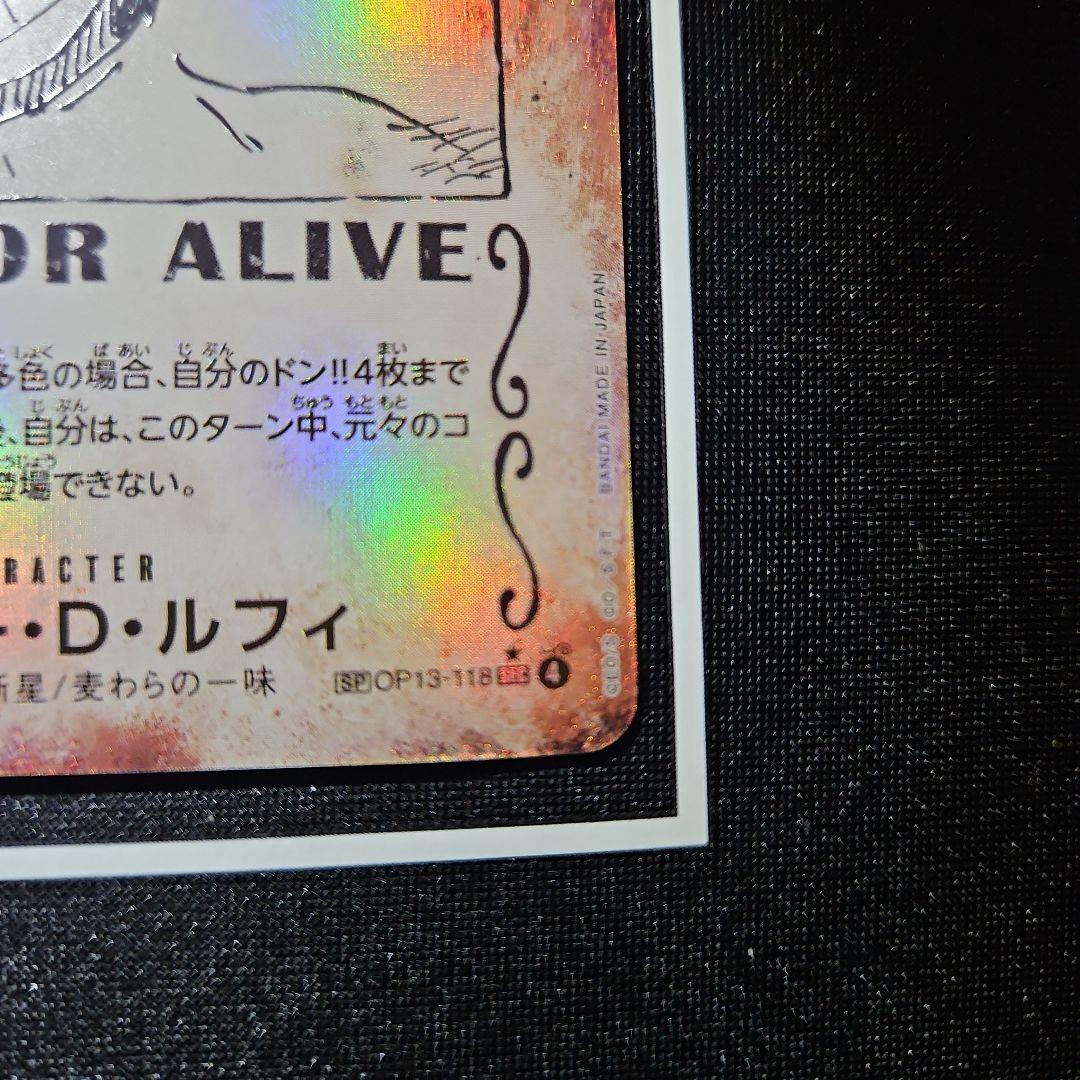 OR ALIVE
色の場合、自分のドン!!4枚まで
自分は、このターン中、元々のコ
登場できない。
RACTER
・D・ルフィ
新星/麦わらの一味
SP OP13-118 4
BANDAI MADE IN JAPAN